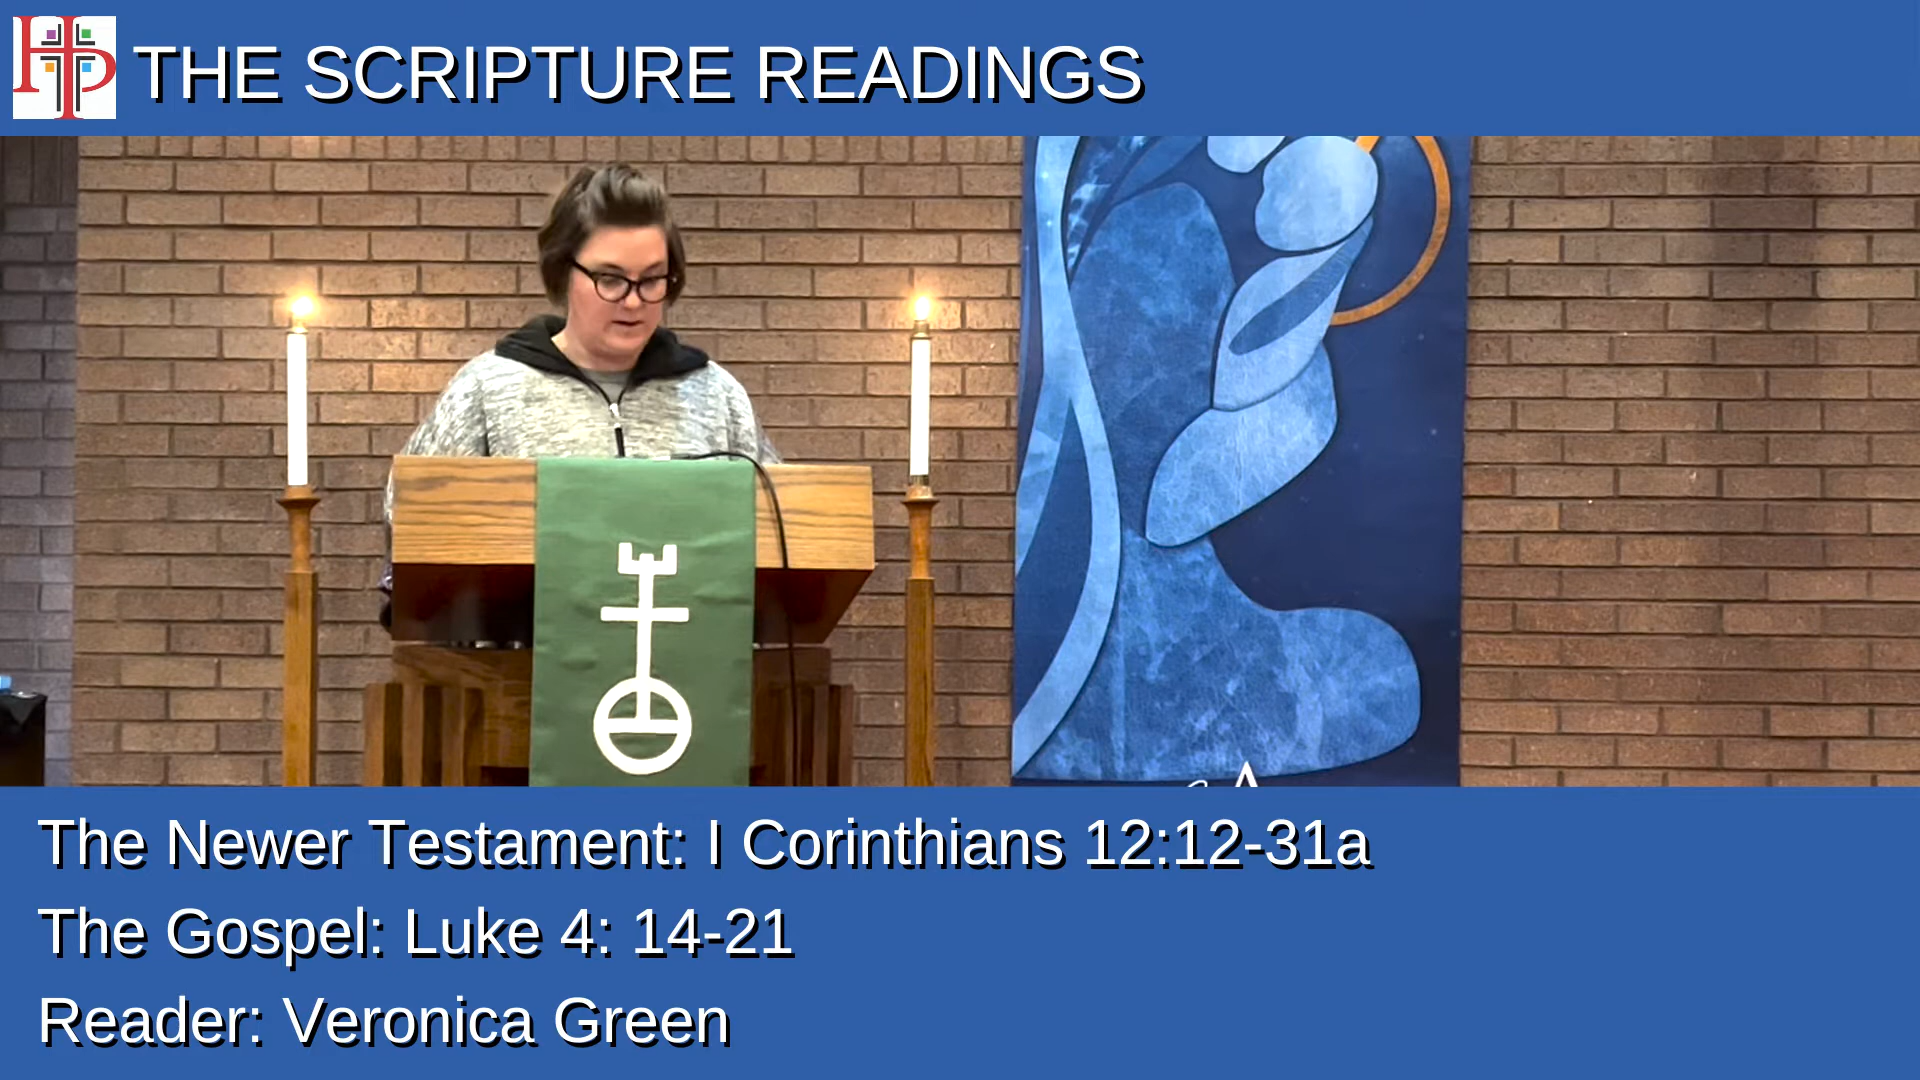 THE SCRIPTURE READINGS
The Newer Testament: I Corinthians 12:12-31a
The Gospel: Luke 4: 14-21
Reader: Veronica Green